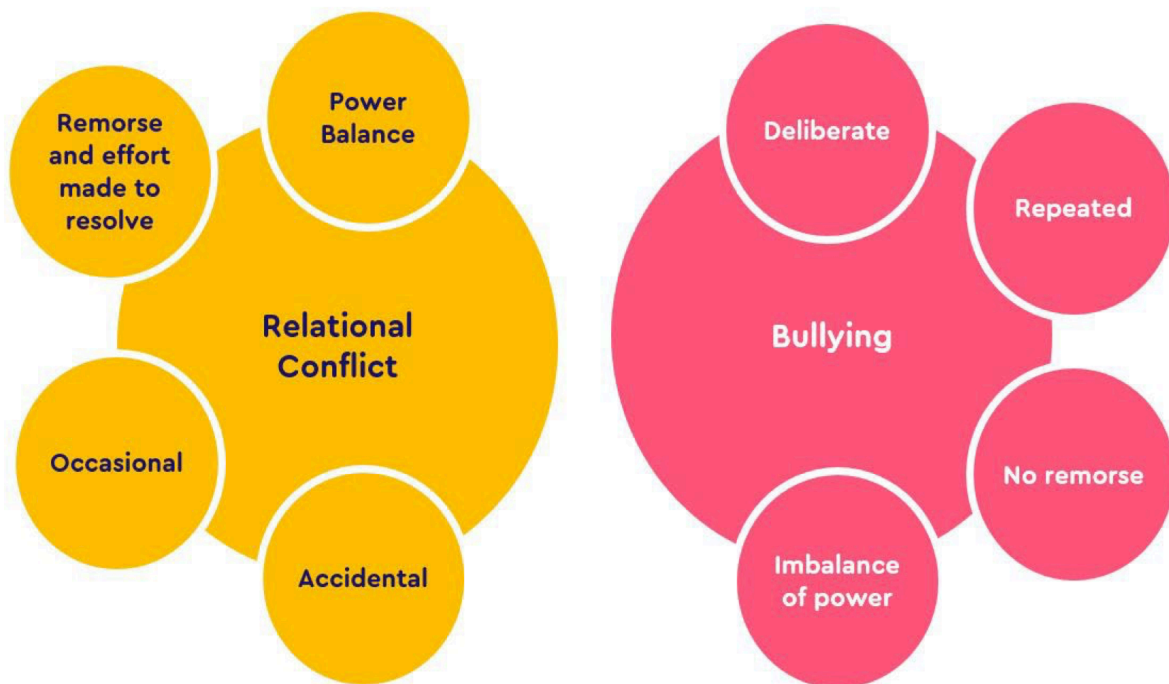 Power
Balance
Remorse
and effort
made to
resolve
Relational
Conflict
Occasional
Accidental
Deliberate
Repeated
Bullying
No remorse
Imbalance
of power